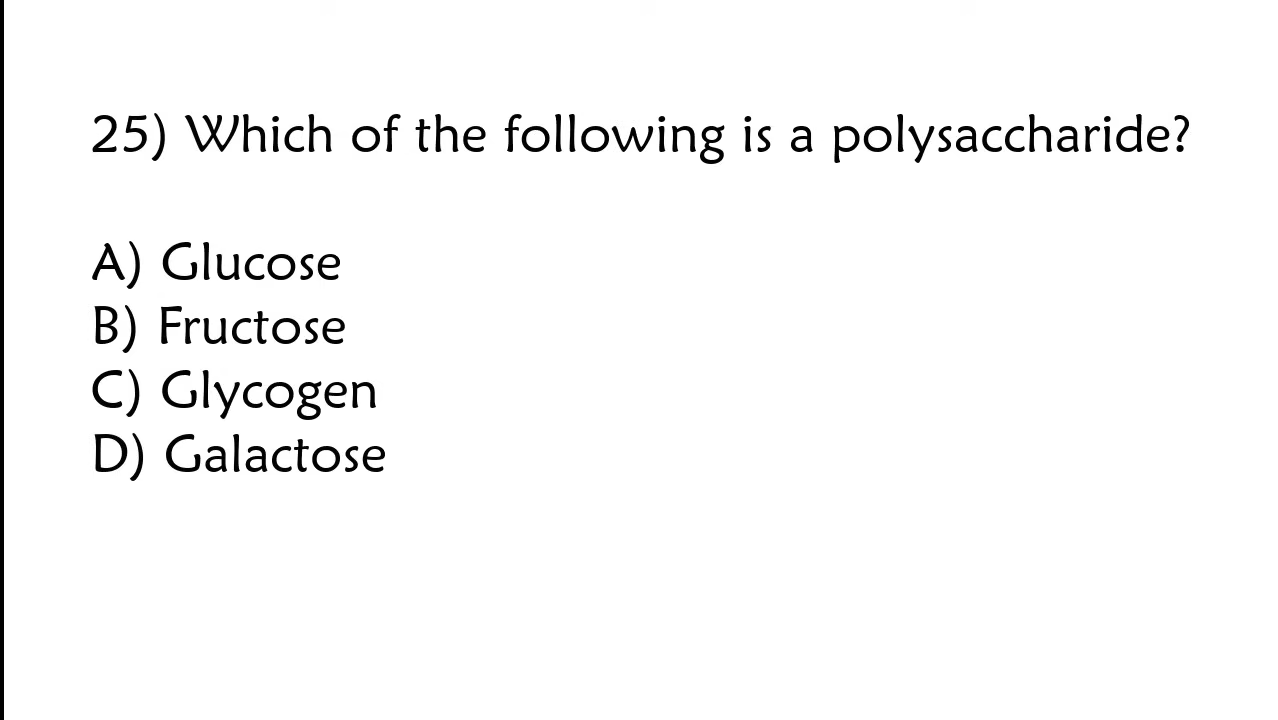 25) Which of the following is a polysaccharide?
A) Glucose
B) Fructose
C) Glycogen
D) Galactose